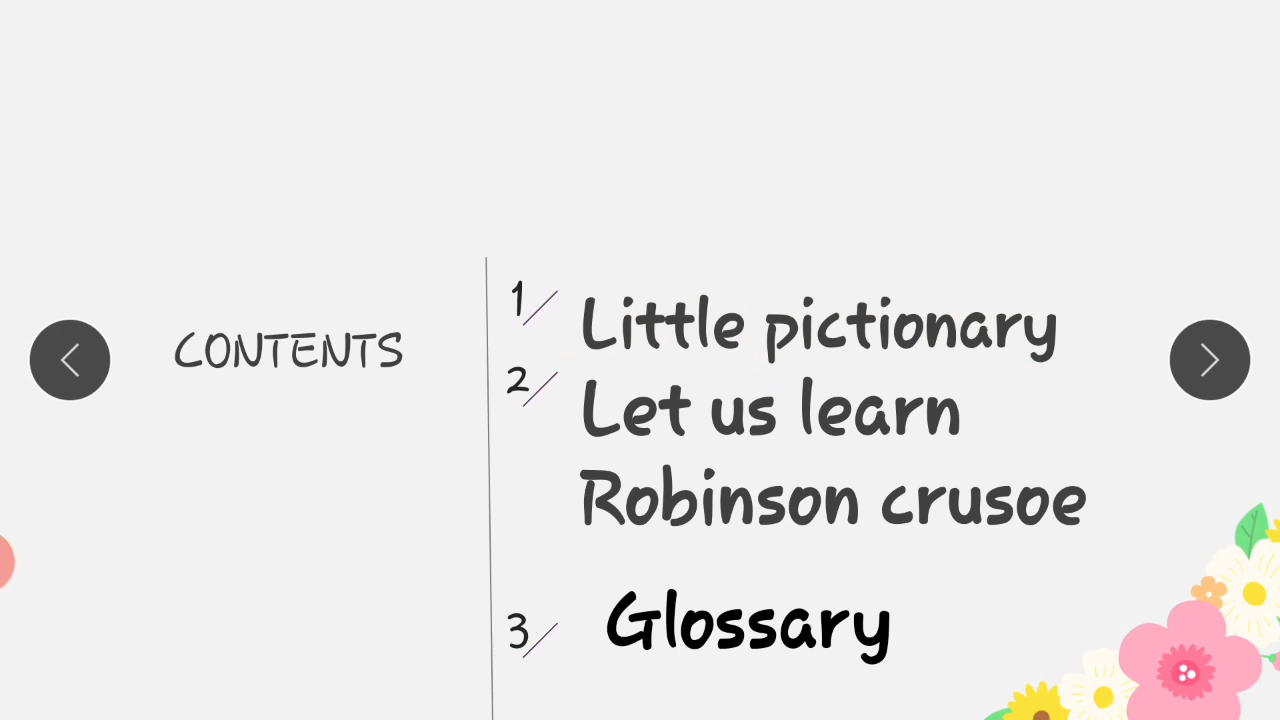 CONTENTS
1
Little pictionary
2
Let us learn
Robinson crusoe
3
Glossary